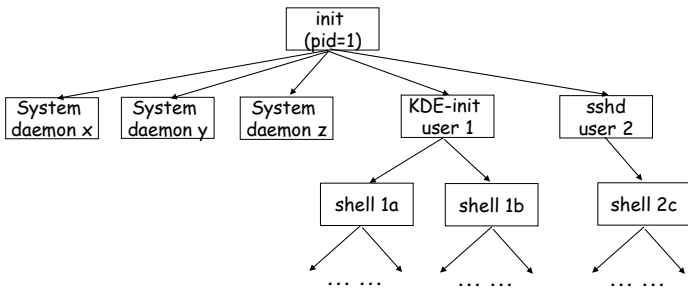 init
(pid=1)
System
daemon x
System
daemon y
System
daemon z
KDE-init
user 1
sshd
user 2
shell 1a
shell 1b
shell 2c
... ...
... ...
... ...